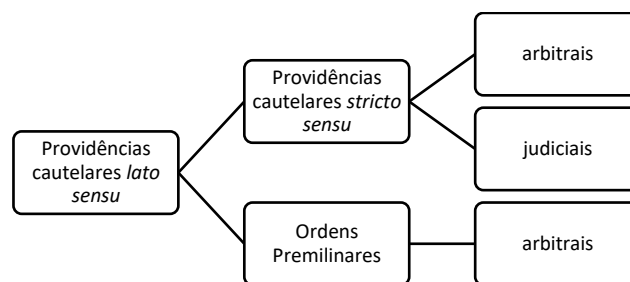 Providências
cautelares lato
sensu
Providências
cautelares stricto
sensu
arbitrais
judiciais
Ordens
Premilinares
arbitrais